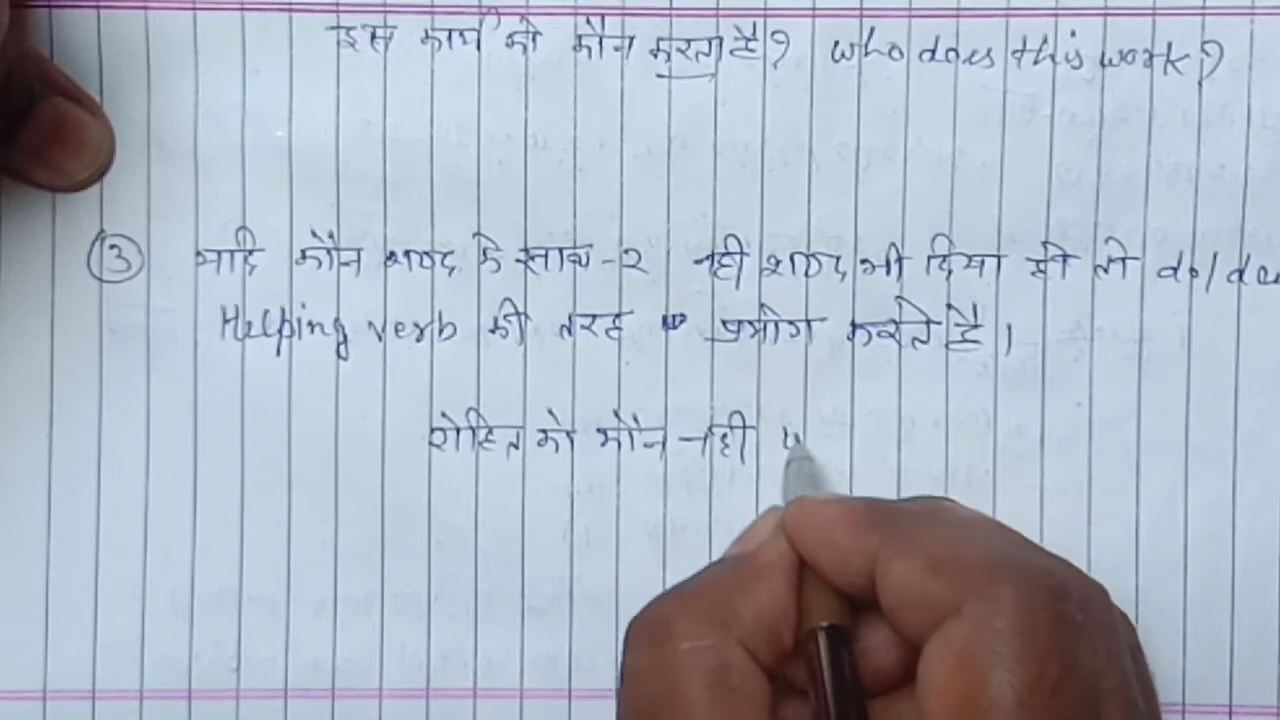 इस कार्य को कौन करता है? who does this work?
③ यदि कौन शब्द के साथ-२ नही शब्द भी दिया हो तो do/does
Helping verb की तरह प्रयोग करते है।
रोहित को कौन नही